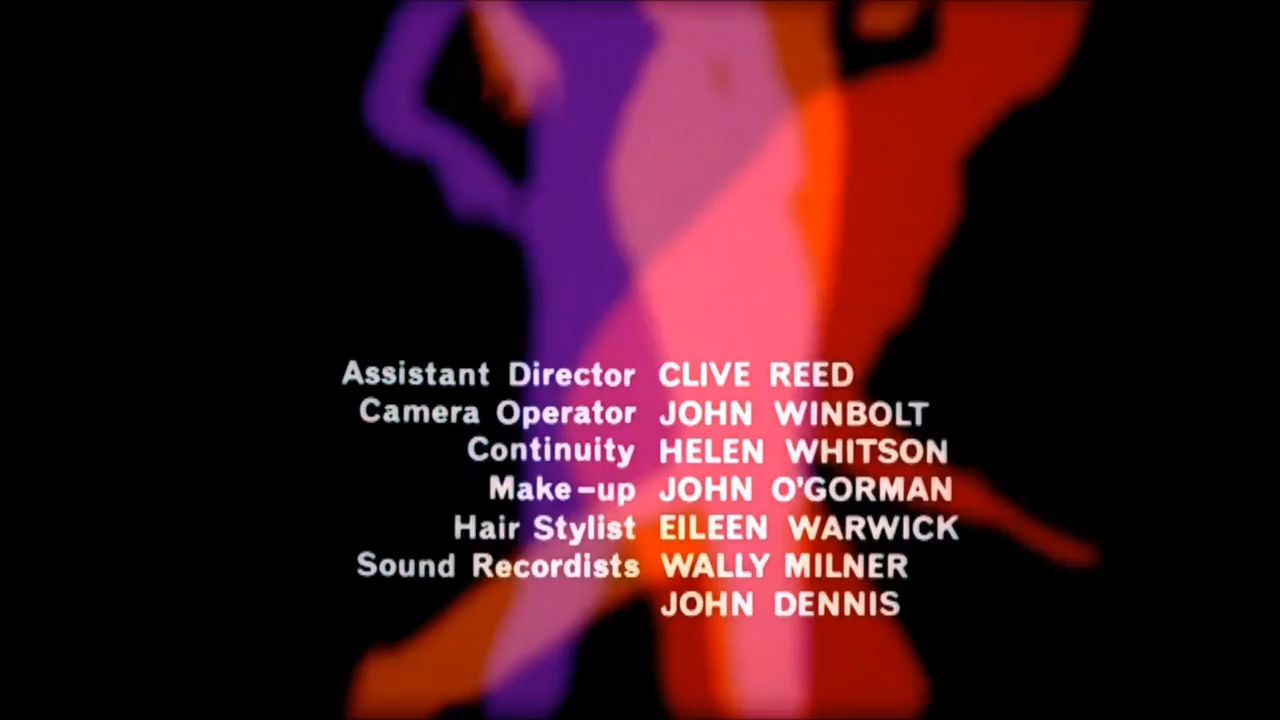 Assistant Director CLIVE REED
Camera Operator JOHN WINBOLT
Continuity HELEN WHITSON
Make-up JOHN O'GORMAN
Hair Stylist EILEEN WARWICK
Sound Recordists WALLY MILNER
JOHN DENNIS